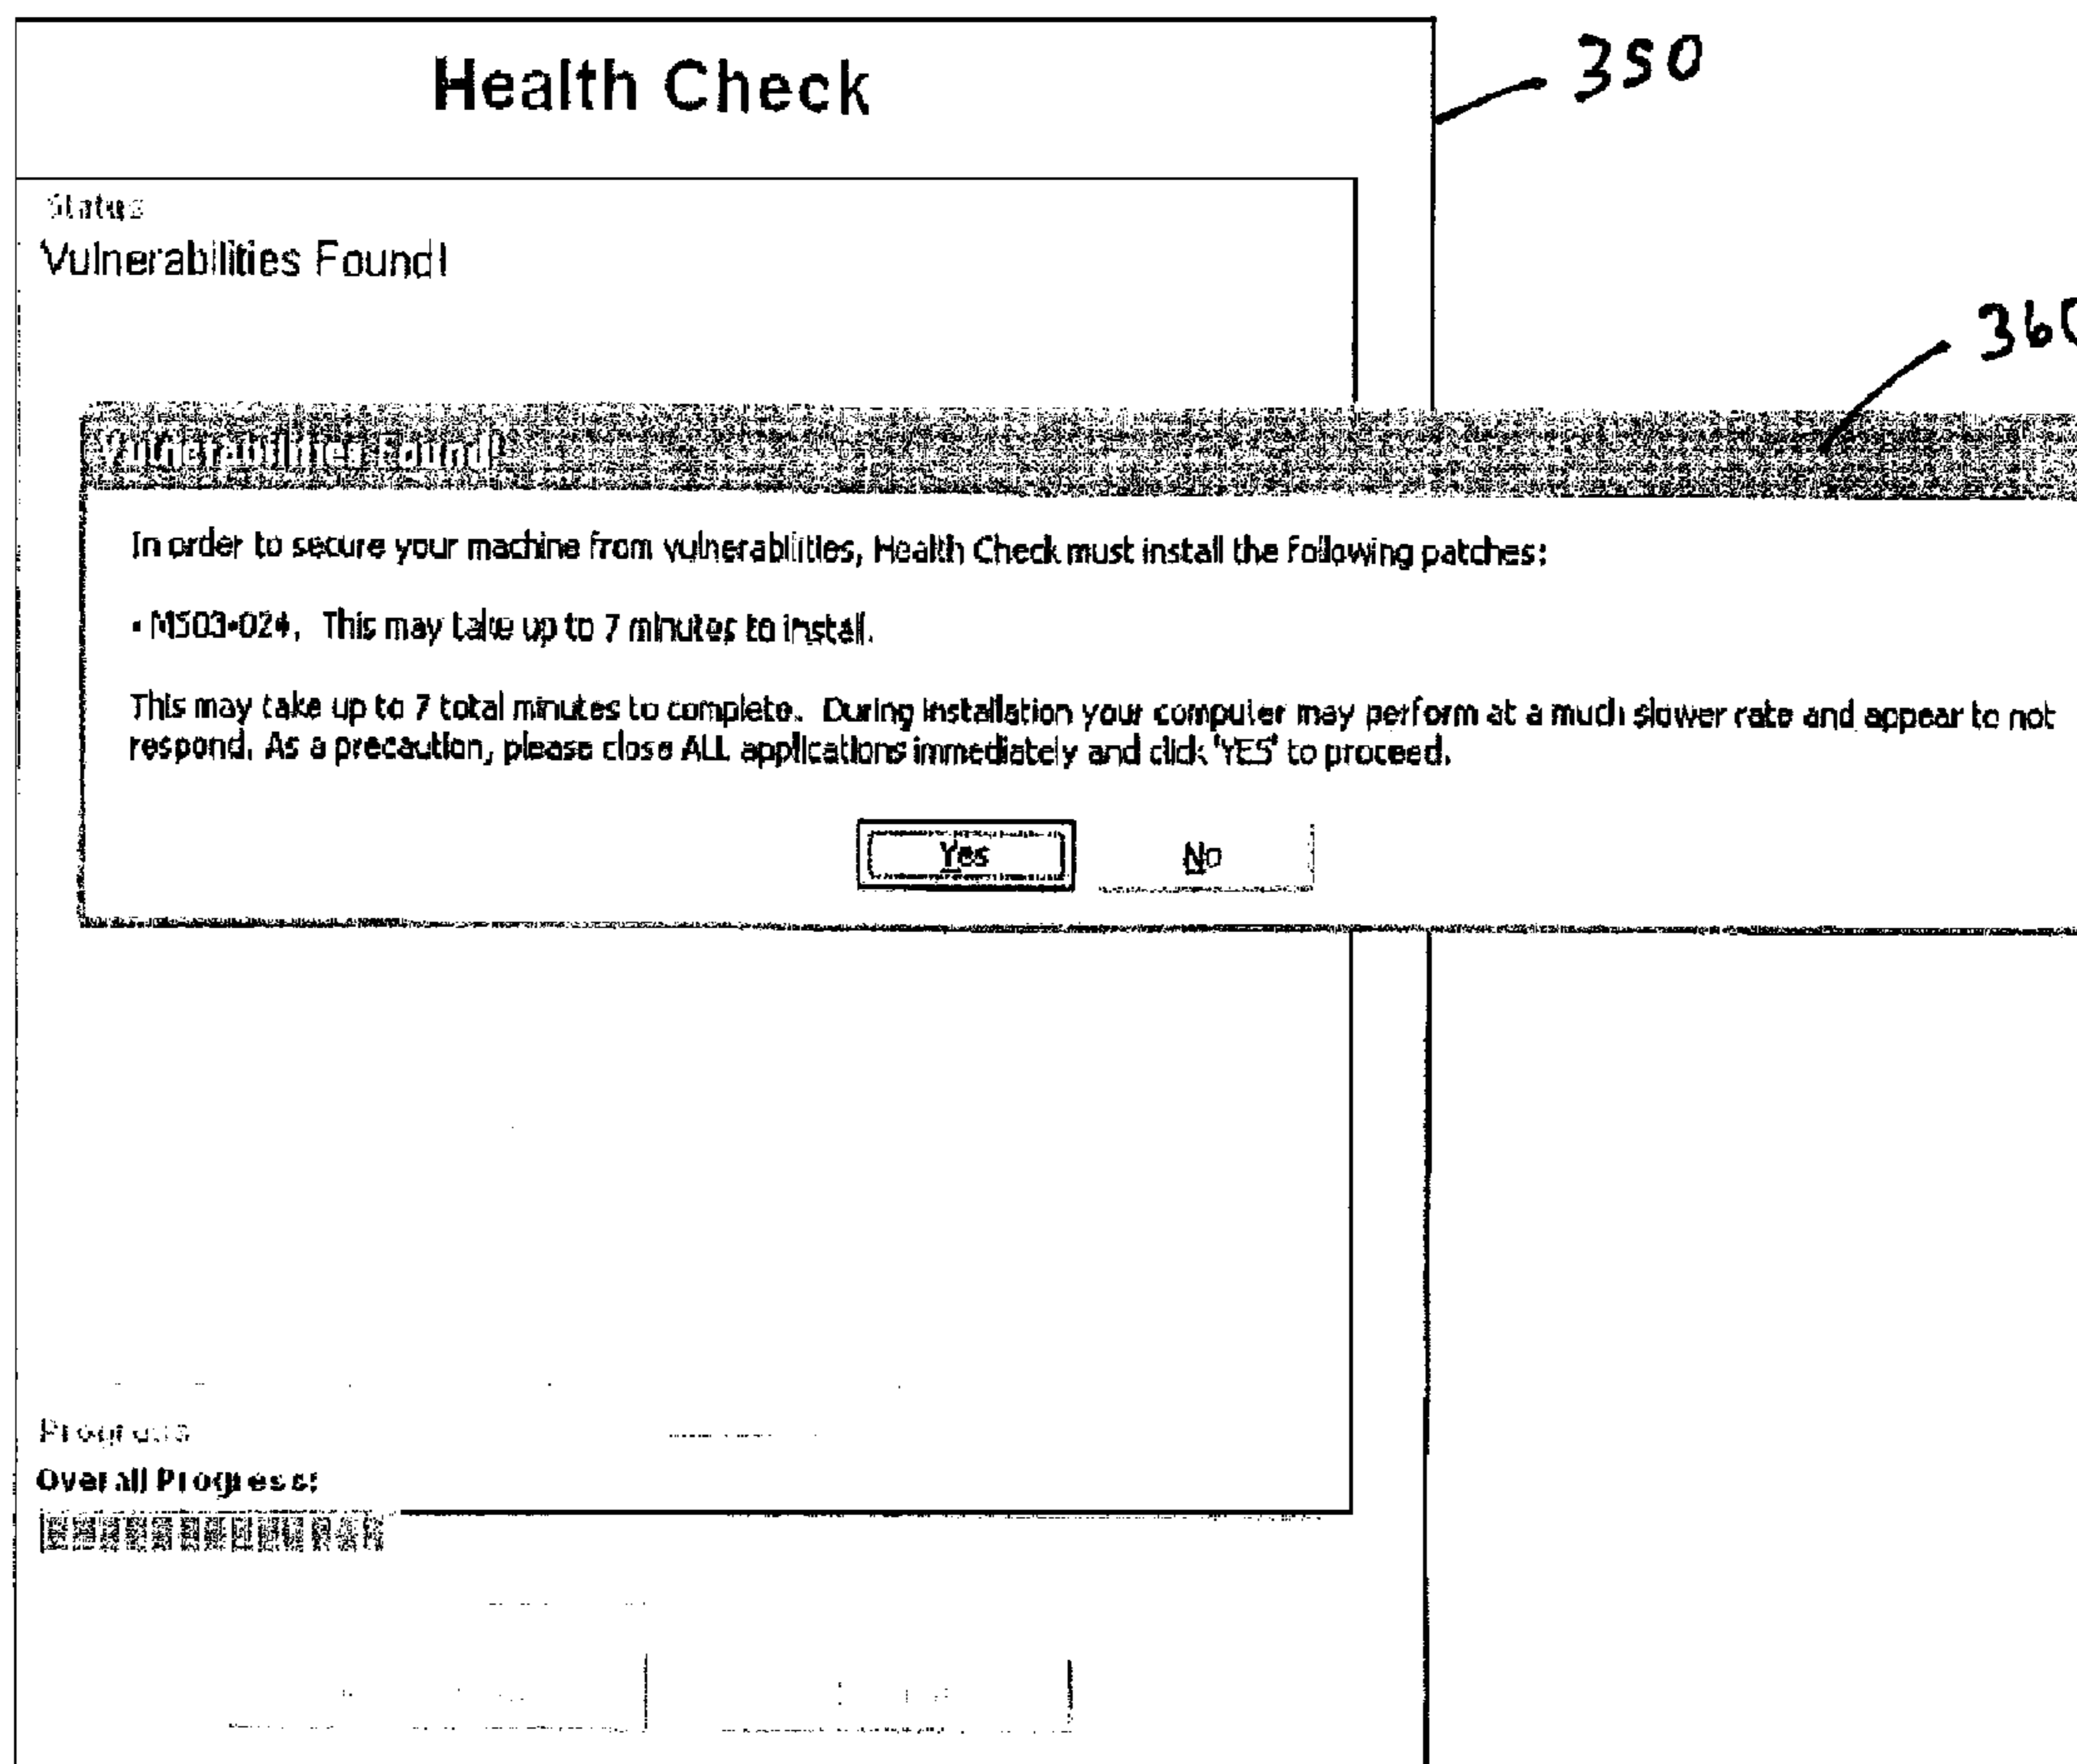 Health Check
350
Status
Vulnerabilities Found!
360
Vulnerabilities Found!
In order to secure your machine from vulnerabilities, Health Check must install the following patches:
• MS03-024. This may take up to 7 minutes to install.
This may take up to 7 total minutes to complete. During installation your computer may perform at a much slower rate and appear to not
respond. As a precaution, please close ALL applications immediately and click 'YES' to proceed.
Yes No
Progress
Overall Progress: